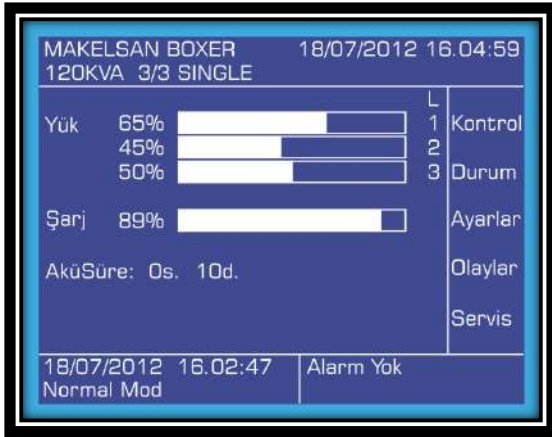 MAKELSAN BOXER 18/07/2012 16.04:59
120KVA 3/3 SINGLE
L
Yük 65% 1
45% 2
50% 3
Şarj 89%
AküSüre: 0s. 10d.
Kontrol
Durum
Ayarlar
Olaylar
Servis
18/07/2012 16.02:47 Alarm Yok
Normal Mod